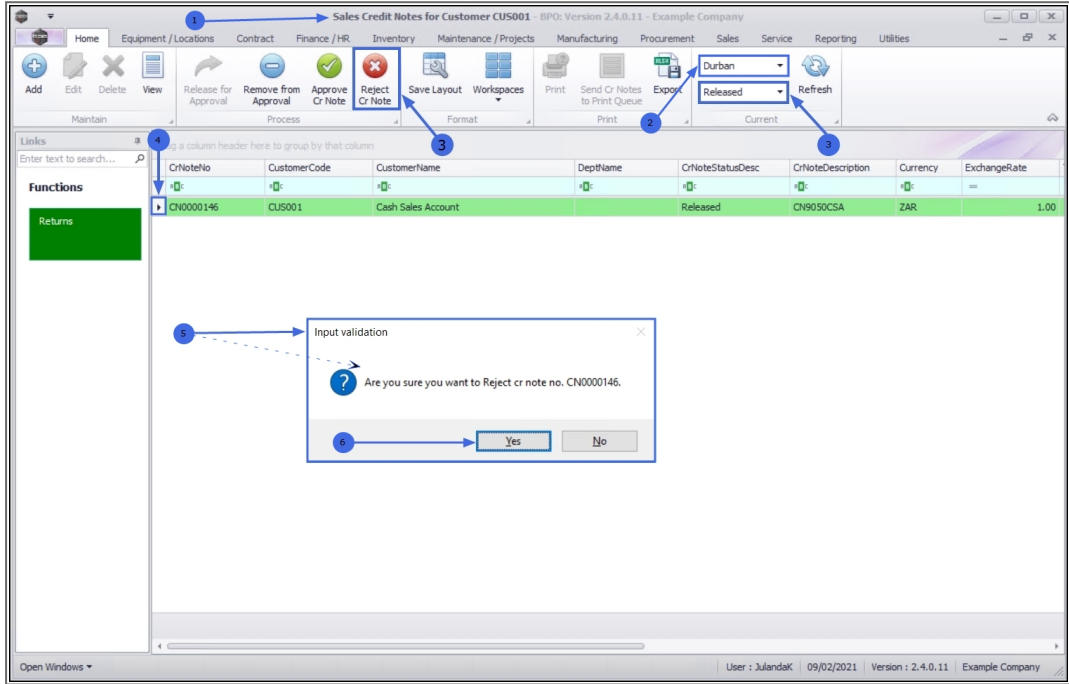 1
Sales Credit Notes for Customer CUS001 - BPO: Version 2.4.0.11 - Example Company
Home Equipment / Locations Contract Finance / HR Inventory Maintenance / Projects Manufacturing Procurement Sales Service Reporting Utilities
Add Edit Delete View Release for Approval Remove from Approval Approve Cr Note Reject Cr Note Save Layout Workspaces Print Send Cr Notes to Print Queue Export Durban Released Refresh
Maintain Process Format Print Current
2
3
3
Links
4
Drag a column header here to group by that column
Enter text to search...
CrNoteNo CustomerCode CustomerName DeptName CrNoteStatusDesc CrNoteDescription Currency ExchangeRate
Functions
=
CN0000146 CUS001 Cash Sales Account Released CN9050CSA ZAR 1.00
Returns
5
Input validation
?
Are you sure you want to Reject cr note no. CN0000146.
6
Yes No
Open Windows
User : JulandaK 09/02/2021 Version : 2.4.0.11 Example Company